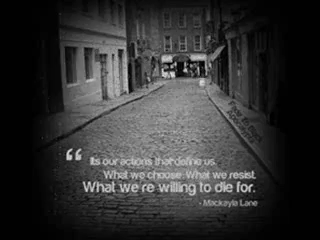 “ Its our actions that define us.
What we choose. What we resist.
What we're willing to die for.
- Mackayla Lane